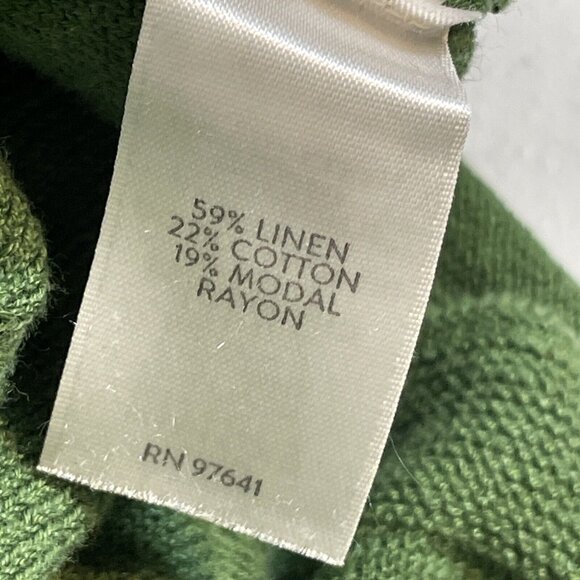 59% LINEN
22% COTTON
19% MODAL
RAYON
RN 97641